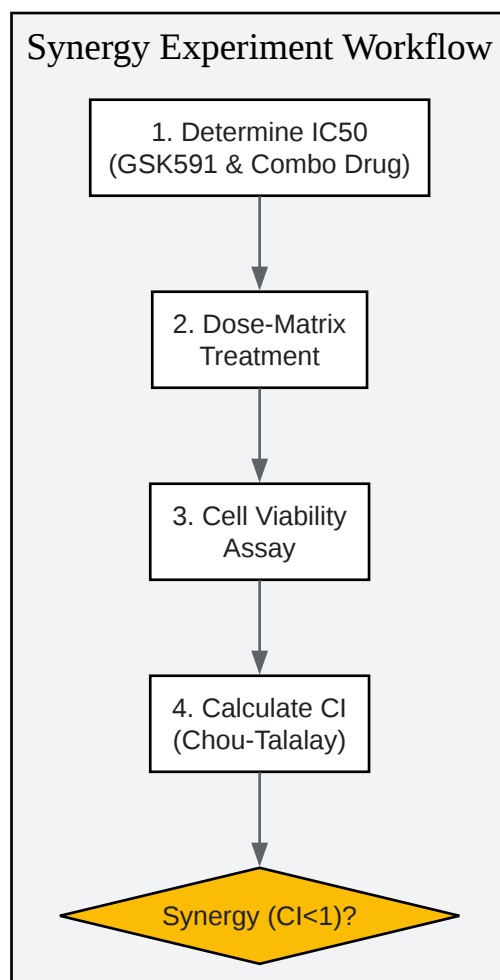 Synergy Experiment Workflow
1. Determine IC50
(GSK591 & Combo Drug)
2. Dose-Matrix
Treatment
3. Cell Viability
Assay
4. Calculate CI
(Chou-Talalay)
Synergy (CI<1)?